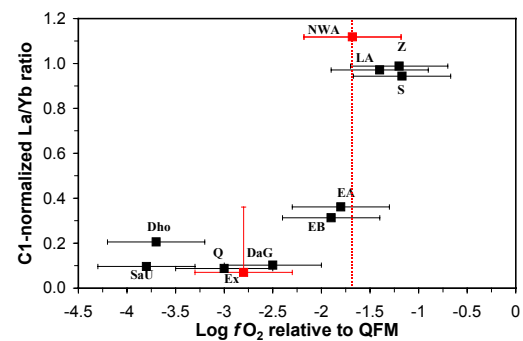 1.2
1.0
0.8
0.6
0.4
0.2
0.0
C1-normalized La/Yb ratio
NWA
Z
LA
S
EA
EB
Dho
Q
DaG
SaU
Ex
-4.5 -4 -3.5 -3 -2.5 -2 -1.5 -1 -0.5 0
Log fO2 relative to QFM